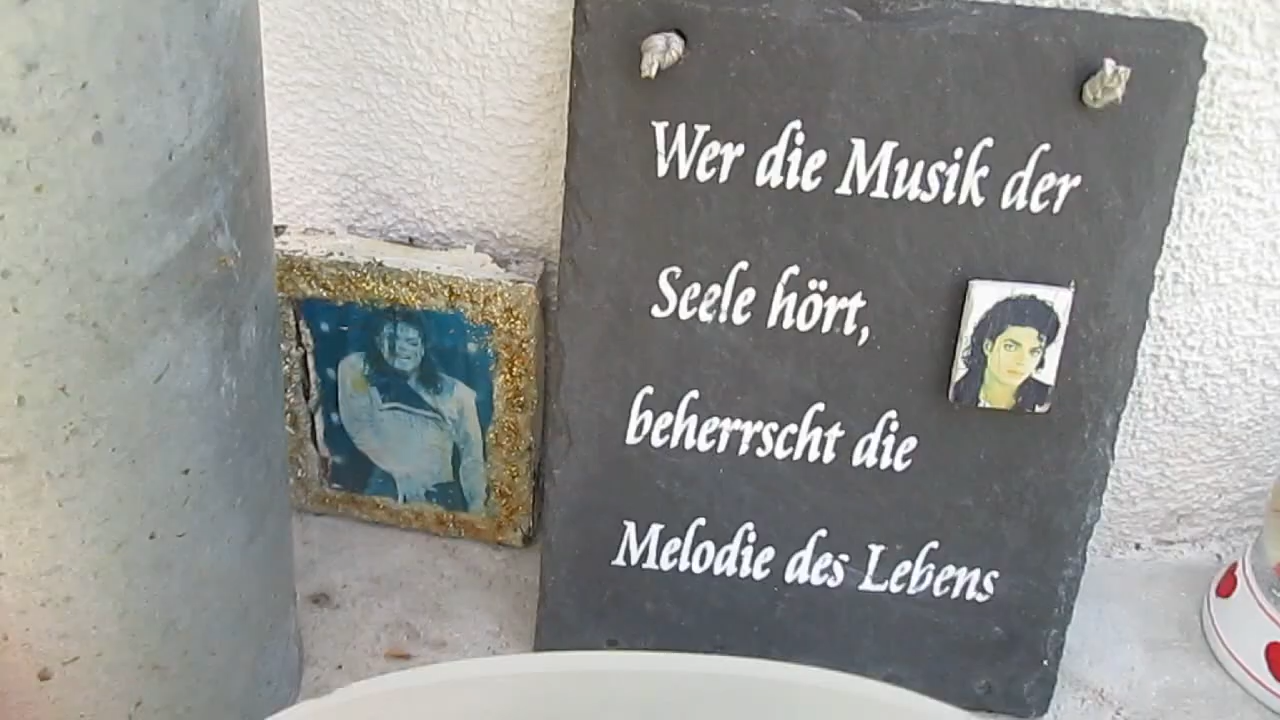 Wer die Musik der
Seele hört,
beherrscht die
Melodie des Lebens